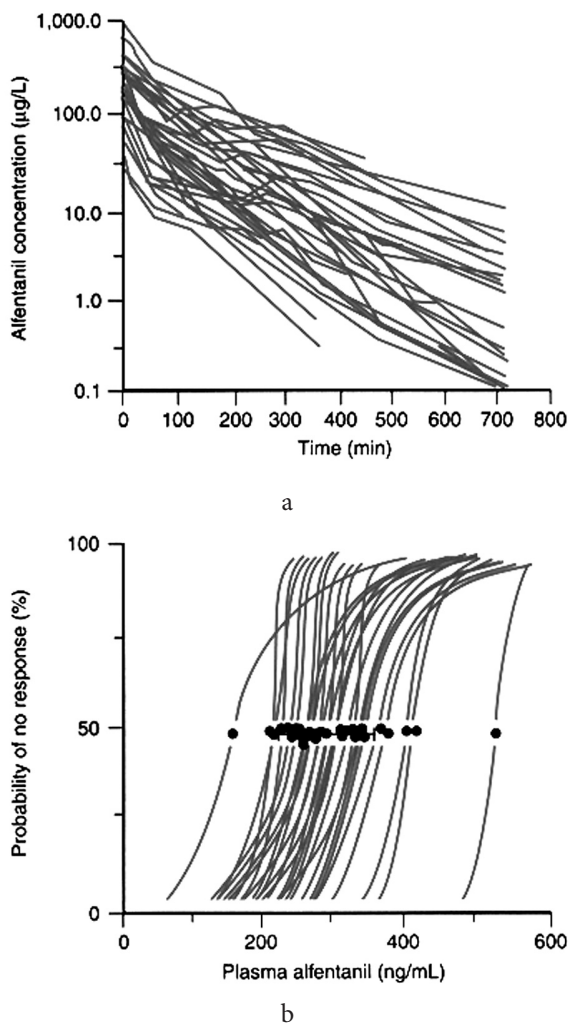 1,000.0
100.0
10.0
1.0
0.1
Alfentanil concentration (µg/L)
0 100 200 300 400 500 600 700 800
Time (min)
a
100
50
0
Probability of no response (%)
0 200 400 600
Plasma alfentanil (ng/mL)
b